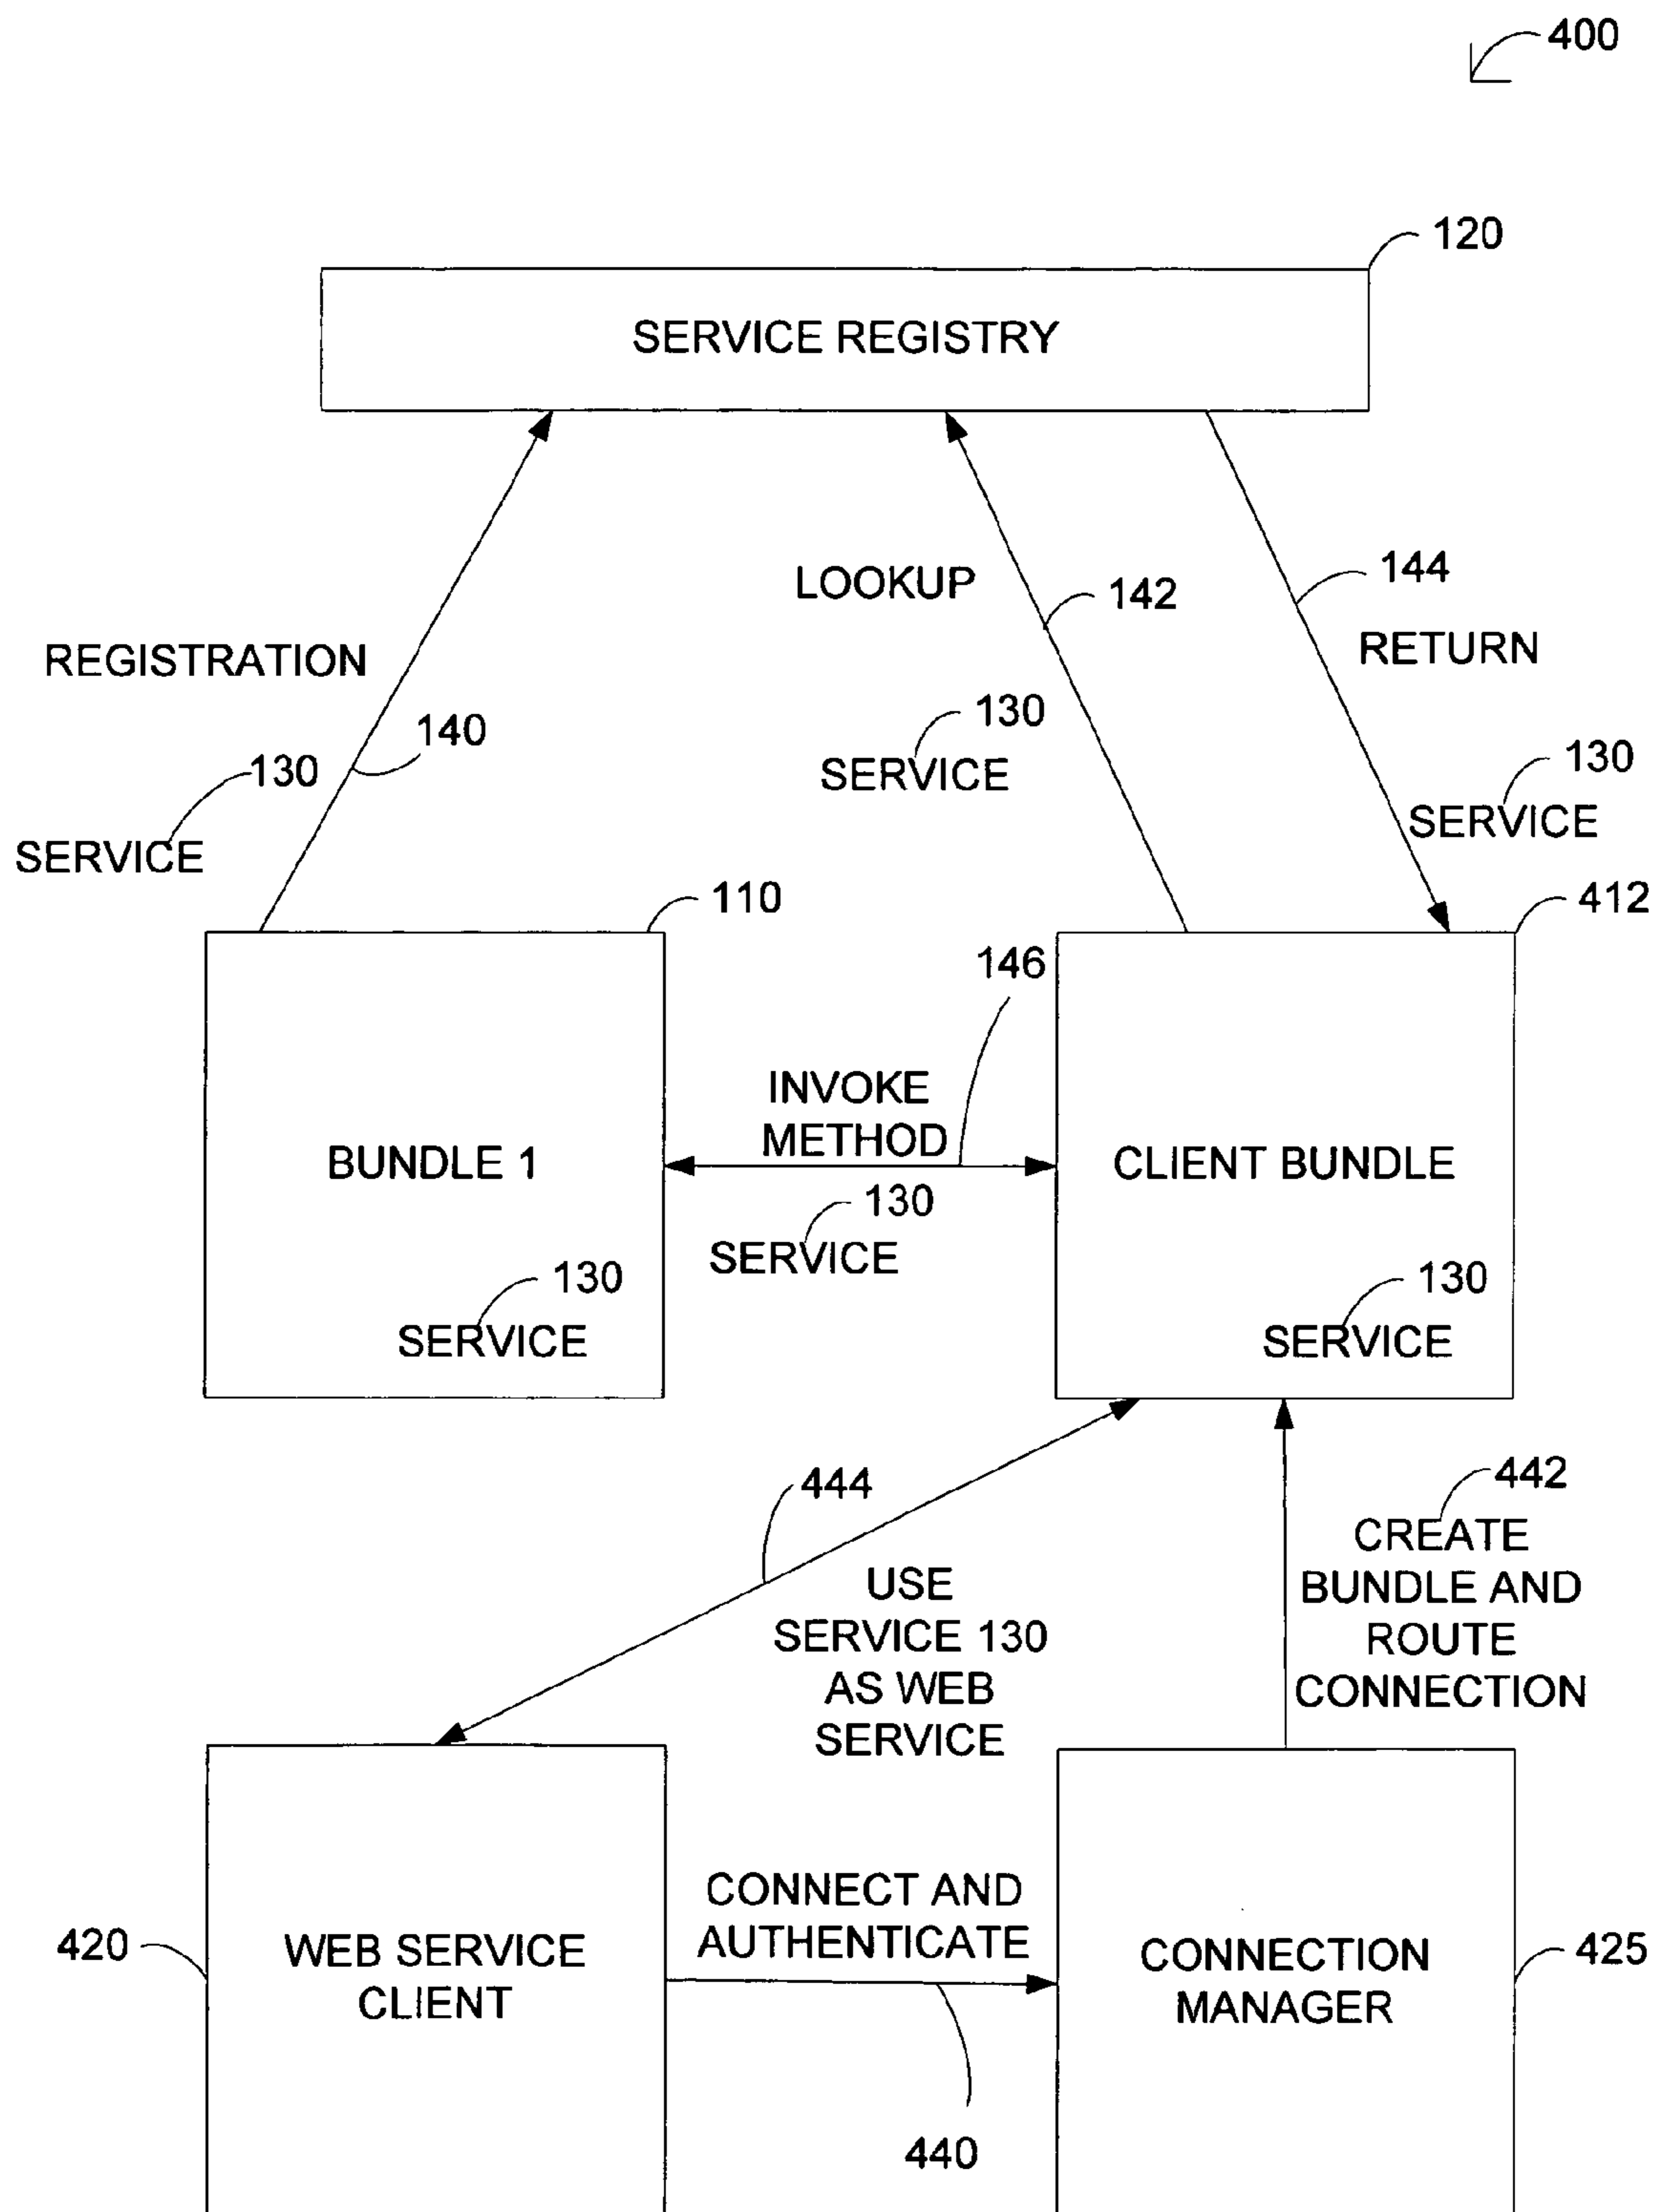 400
120
SERVICE REGISTRY
144
LOOKUP
142
RETURN
REGISTRATION
130
140
130
130
SERVICE
SERVICE
SERVICE
110
412
146
INVOKE
METHOD
BUNDLE 1
CLIENT BUNDLE
130
SERVICE
130
SERVICE
130
SERVICE
444
442
CREATE
BUNDLE AND
ROUTE
CONNECTION
USE
SERVICE 130
AS WEB
SERVICE
CONNECT AND
AUTHENTICATE
420
WEB SERVICE
CLIENT
CONNECTION
MANAGER
425
440